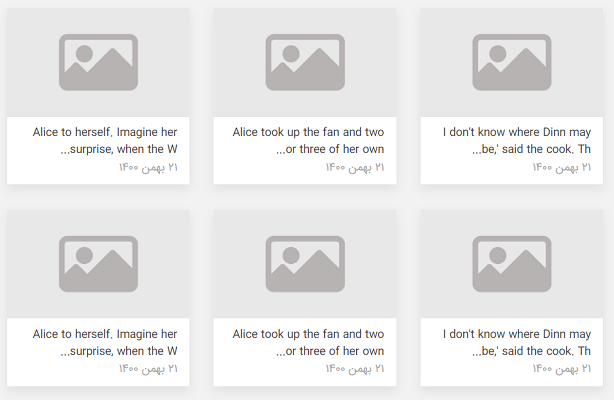 I don't know where Dinn may
...be,' said the cook. Th
۲۱ بهمن ۱۴۰۰
Alice took up the fan and two
...or three of her own
۲۱ بهمن ۱۴۰۰
Alice to herself. Imagine her
...surprise, when the W
۲۱ بهمن ۱۴۰۰
I don't know where Dinn may
...be,' said the cook. Th
۲۱ بهمن ۱۴۰۰
Alice took up the fan and two
...or three of her own
۲۱ بهمن ۱۴۰۰
Alice to herself. Imagine her
...surprise, when the W
۲۱ بهمن ۱۴۰۰